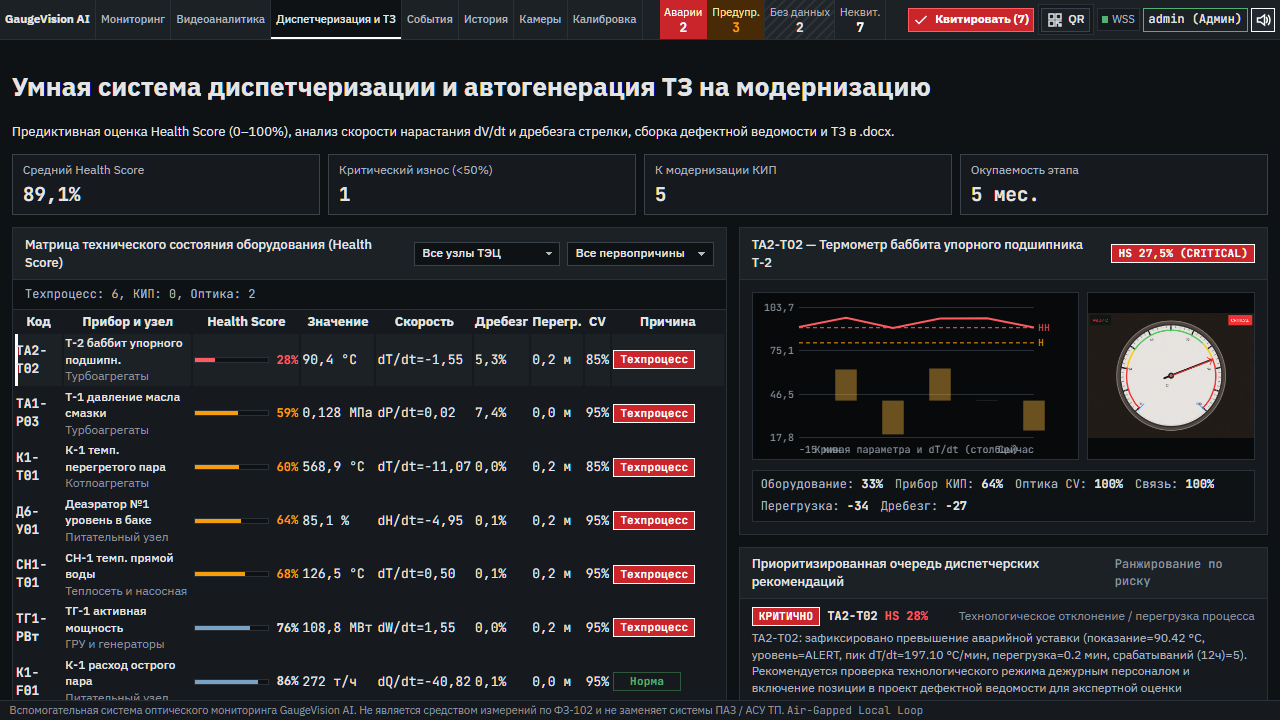 GaugeVision AI Мониторинг Видеоаналитика Диспетчеризация и ТЗ События История Камеры Калибровка
Аварии 2 Предупр. 3 Без данных 2 Неквит. 7
Квитировать (7) QR WSS admin (Админ)
Умная система диспетчеризации и автогенерация ТЗ на модернизацию
Предиктивная оценка Health Score (0–100%), анализ скорости нарастания dV/dt и дребезга стрелки, сборка дефектной ведомости и ТЗ в .docx.
Средний Health Score
89,1%
Критический износ (<50%)
1
К модернизации КИП
5
Окупаемость этапа
5 мес.
Матрица технического состояния оборудования (Health
Score)
Все узлы ТЭЦ Все первопричины
Техпроцесс: 6, КИП: 0, Оптика: 2
Код Прибор и узел Health Score Значение Скорость Дребезг Перегр. CV Причина
ТА2-Т02 Т-2 баббит упорного подшипн. Турбоагрегаты 28% 90,4 °C dT/dt=-1,55 5,3% 0,2 м 85% Техпроцесс
ТА1-Р03 Т-1 давление масла смазки Турбоагрегаты 59% 0,128 МПа dP/dt=0,02 7,4% 0,0 м 95% Техпроцесс
К1-Т01 К-1 темп. перегретого пара Котлоагрегаты 60% 568,9 °C dT/dt=-11,07 0,0% 0,2 м 85% Техпроцесс
Д6-У01 Деаэратор №1 уровень в баке Питательный узел 64% 85,1 % dH/dt=-4,95 0,1% 0,2 м 95% Техпроцесс
СН1-Т01 СН-1 темп. прямой воды Теплосеть и насосная 68% 126,5 °C dT/dt=0,50 0,1% 0,2 м 95% Техпроцесс
ТГ1-РВт ТГ-1 активная мощность ГРУ и генераторы 76% 108,8 МВт dW/dt=1,55 0,0% 0,2 м 95% Техпроцесс
К1-F01 К-1 расход острого пара Питательный узел 86% 272 т/ч dQ/dt=-40,82 0,1% 0,0 м 95% Норма
ТА2-Т02 — Термометр баббита упорного подшипника
Т-2
HS 27,5% (CRITICAL)
103,7
HH
H
75,1
46,5
17,8
Кривая параметра и dT/dt (столбцы)
Оборудование: 33% Прибор КИП: 64% Оптика CV: 100% Связь: 100%
Перегрузка: -34 Дребезг: -27
Приоритизированная очередь диспетчерских
рекомендаций
Ранжирование по
риску
КРИТИЧНО ТА2-Т02 HS 28% Технологическое отклонение / перегрузка процесса
ТА2-Т02: зафиксировано превышение аварийной уставки (показание=90.42 °C,
уровень=ALERT, пик dT/dt=197.10 °C/мин, перегрузка=0.2 мин, срабатываний (12ч)=5).
Рекомендуется проверка технологического режима дежурным персоналом и
включение позиции в проект дефектной ведомости для экспертной оценки
Вспомогательная система оптического мониторинга GaugeVision AI. Не является средством измерений по ФЗ-102 и не заменяет системы ПАЗ / АСУ ТП. Air-Gapped Local Loop